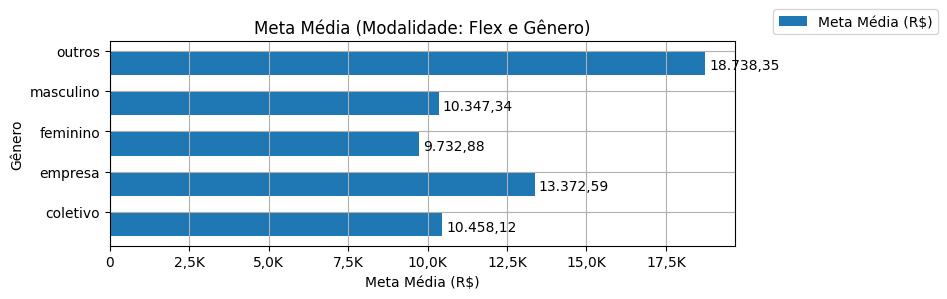 Meta Média (Modalidade: Flex e Gênero)
Meta Média (R$)
Gênero
outros
18.738,35
masculino
10.347,34
feminino
9.732,88
empresa
13.372,59
coletivo
10.458,12
0
2,5K
5,0K
7,5K
10,0K
12,5K
15,0K
17,5K
Meta Média (R$)